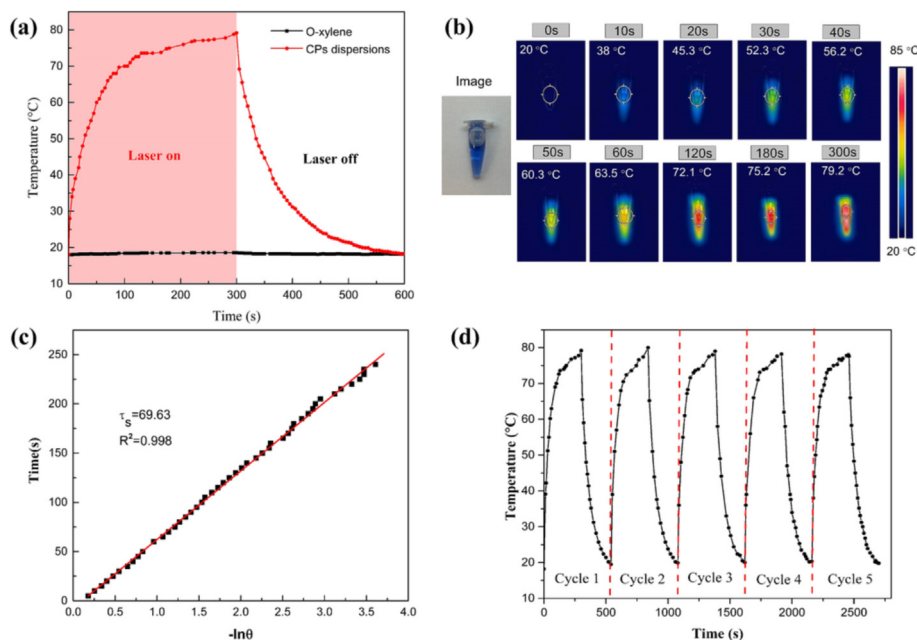 (a)
O-xylene
CPs dispersions
Laser on
Laser off
Temperature (°C)
90
80
70
60
50
40
30
20
10
0
100
200
300
400
500
600
Time (s)
(b)
Image
0s
10s
20s
30s
40s
20 °C
38 °C
45.3 °C
52.3 °C
56.2 °C
50s
60s
120s
180s
300s
60.3 °C
63.5 °C
72.1 °C
75.2 °C
79.2 °C
85 °C
20 °C
(c)
τs=69.63
R²=0.998
Time(s)
250
200
150
100
50
0
0.0
0.5
1.0
1.5
2.0
2.5
3.0
3.5
4.0
-lnθ
(d)
Temperature (°C)
90
80
70
60
50
40
30
20
10
Cycle 1
Cycle 2
Cycle 3
Cycle 4
Cycle 5
0
500
1000
1500
2000
2500
Time (s)